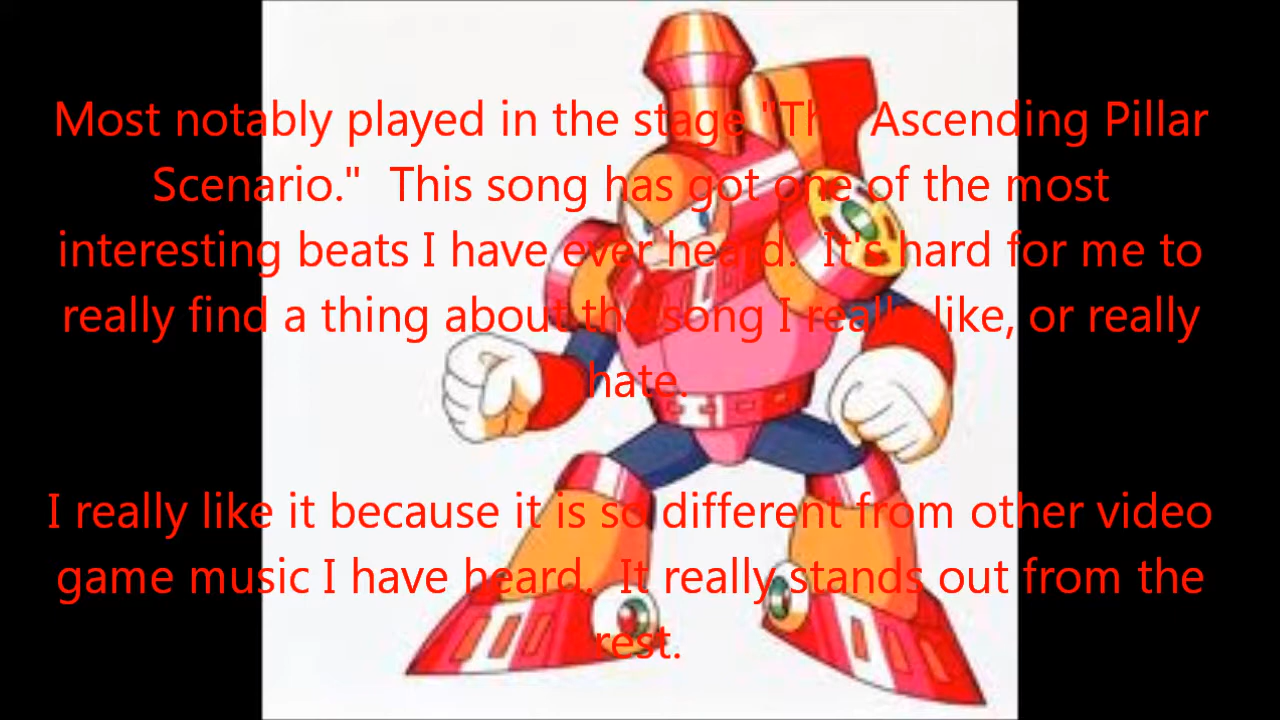 Most notably played in the stage "The Ascending Pillar
Scenario."  This song has got one of the most
interesting beats I have ever heard.  It's hard for me to
really find a thing about the song I really like, or really
hate.
I really like it because it is so different from other video
game music I have heard.  It really stands out from the
rest.